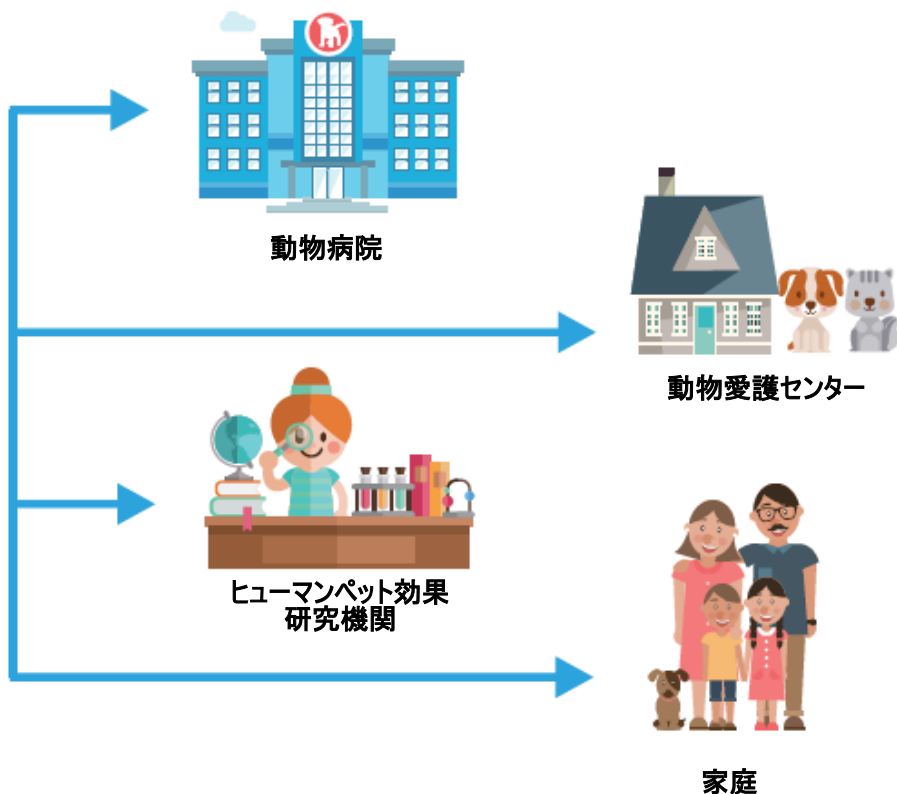 動物病院
動物愛護センター
ヒューマンペット効果
研究機関
家庭